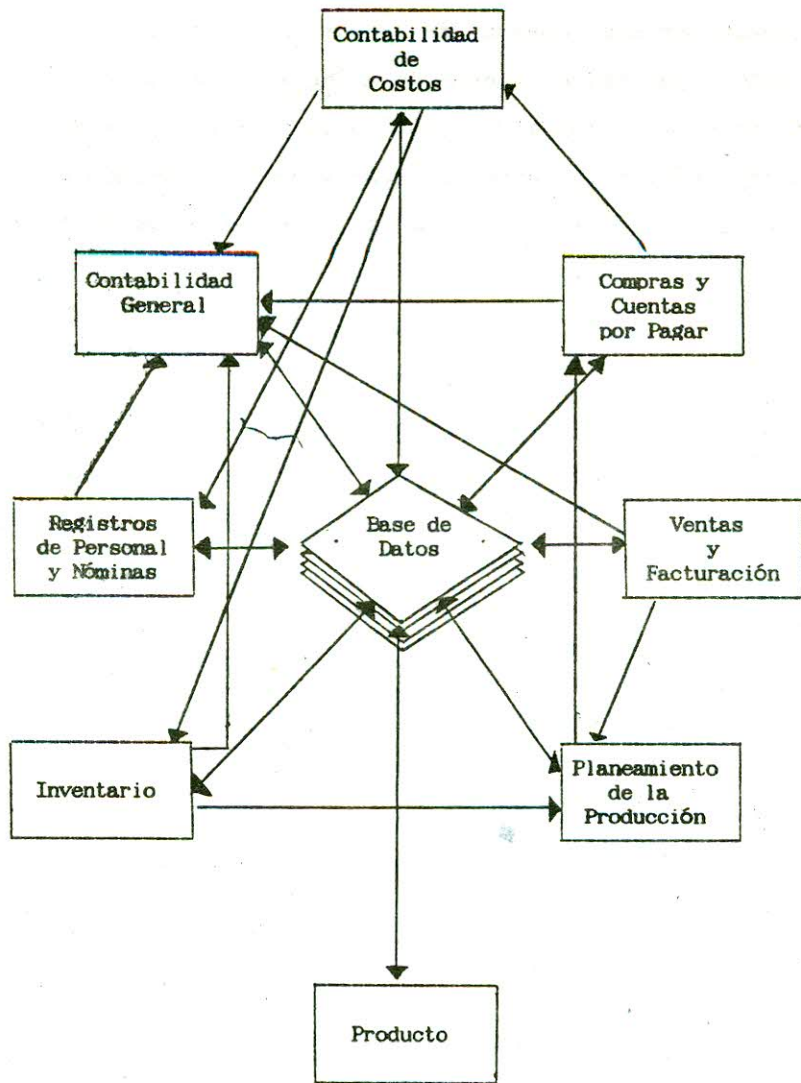 Contabilidad
de
Costos
Contabilidad
General
Compras y
Cuentas
por Pagar
Registros
de Personal
y Nóminas
Base de
Datos
Ventas
y
Facturación
Inventario
Planeamiento
de la
Producción
Producto